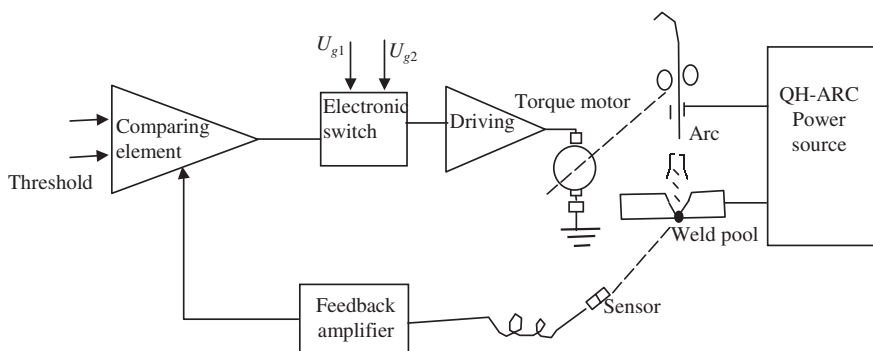 U_g1
U_g2
Comparing
element
Electronic
switch
Driving
Torque motor
QH-ARC
Power
source
Arc
Threshold
Weld pool
Feedback
amplifier
Sensor